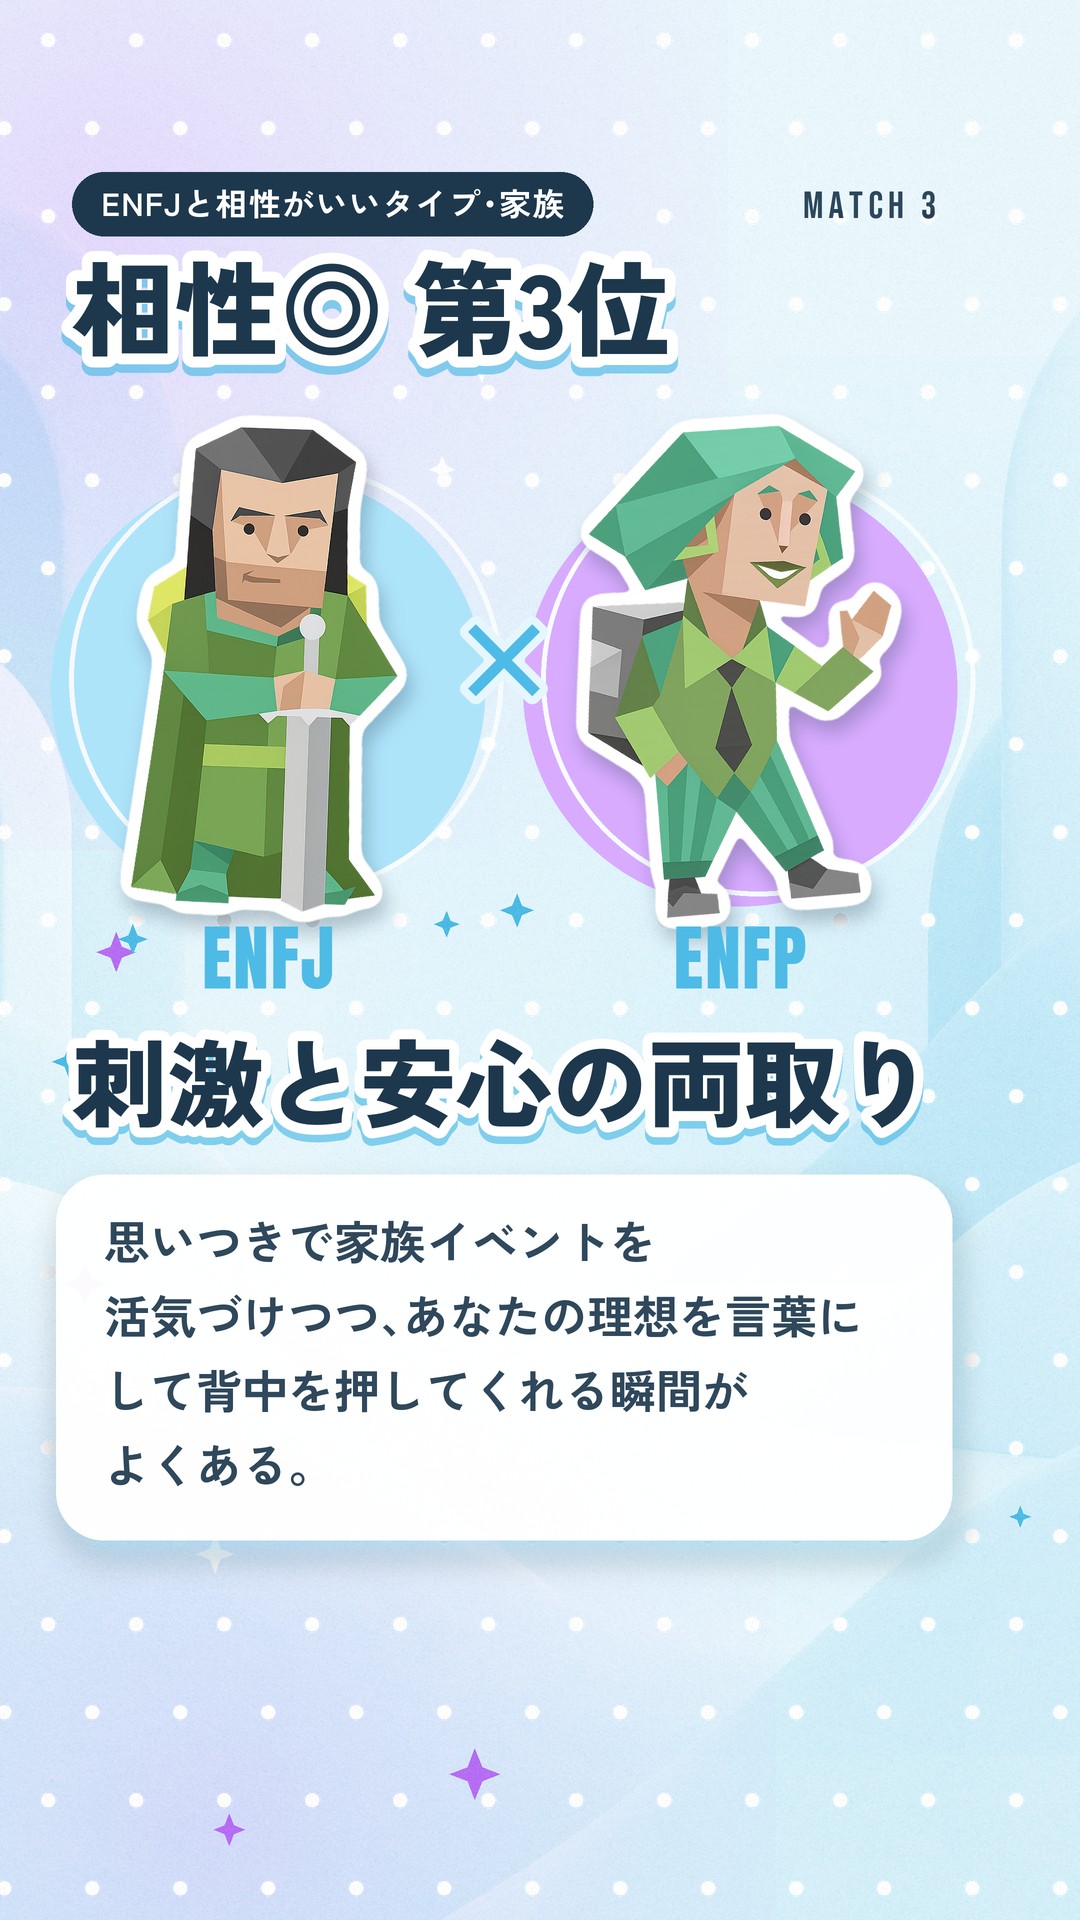 ENFJと相性がいいタイプ・家族
MATCH 3
相性◎ 第3位
ENFJ
ENFP
刺激と安心の両取り
思いつきで家族イベントを
活気づけつつ、あなたの理想を言葉に
して背中を押してくれる瞬間が
よくある。